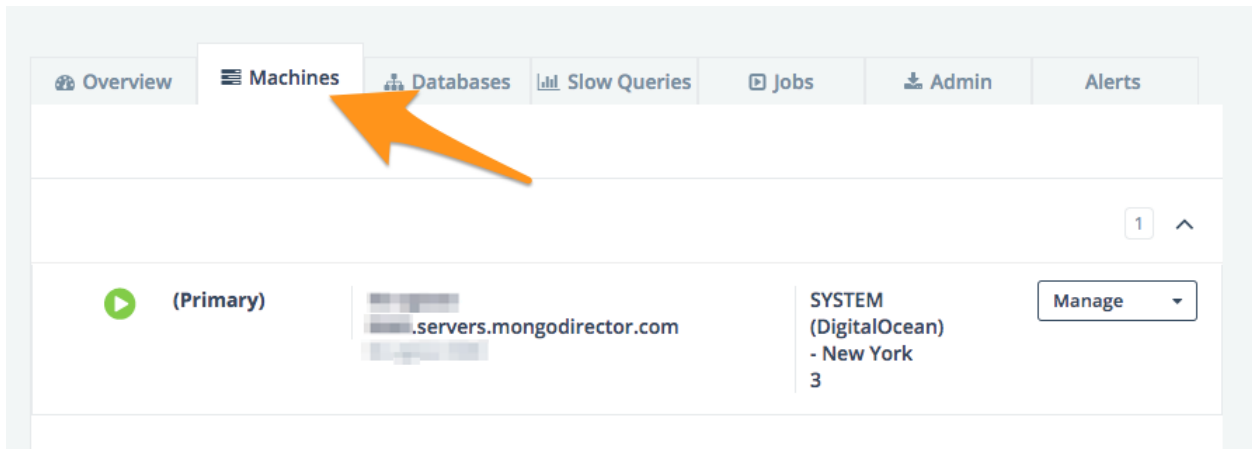 Overview Machines Databases Slow Queries Jobs Admin Alerts
1
(Primary)
.servers.mongodirector.com
SYSTEM
(DigitalOcean)
- New York
3
Manage